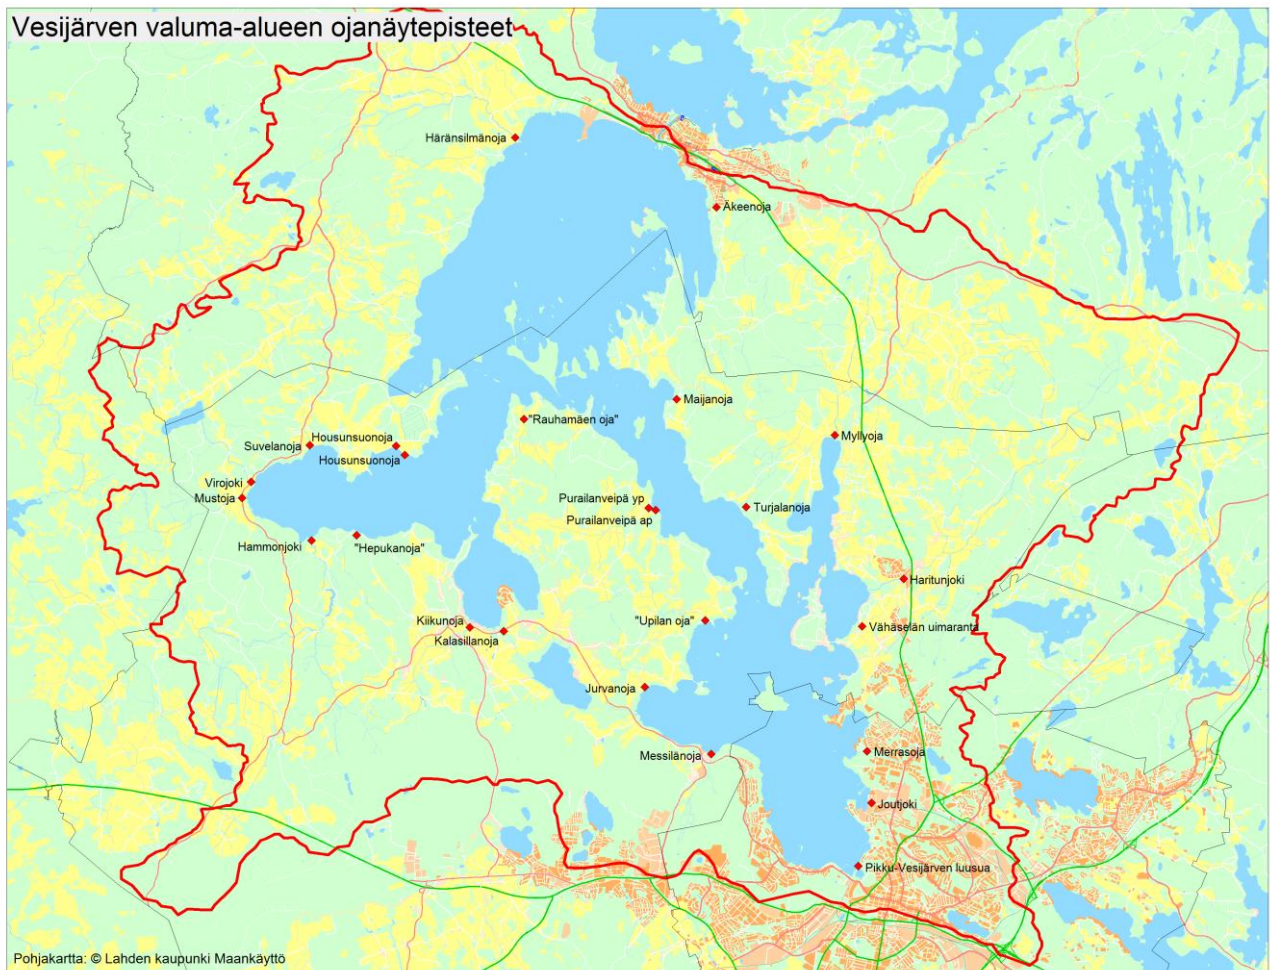 Vesijärven valuma-alueen ojanäytepisteet
Häränsilmänoja
Äkeenoja
Maijanoja
"Rauhamäen oja"
Myllyoja
Housunsuonoja
Suvelanoja
Housunsuonoja
Virojoki
Mustoja
Purailanveipä yp
Turjalanoja
Purailanveipä ap
Hammonjoki
"Hepukanoja"
Haritunjoki
Kiikunoja
"Upilan oja"
Vähäselän uimaranta
Kalasillanoja
Jurvanoja
Messilänoja
Merrasoja
Joutjoki
Pikku-Vesijärven luusua
Pohjakartta: © Lahden kaupunki Maankäyttö